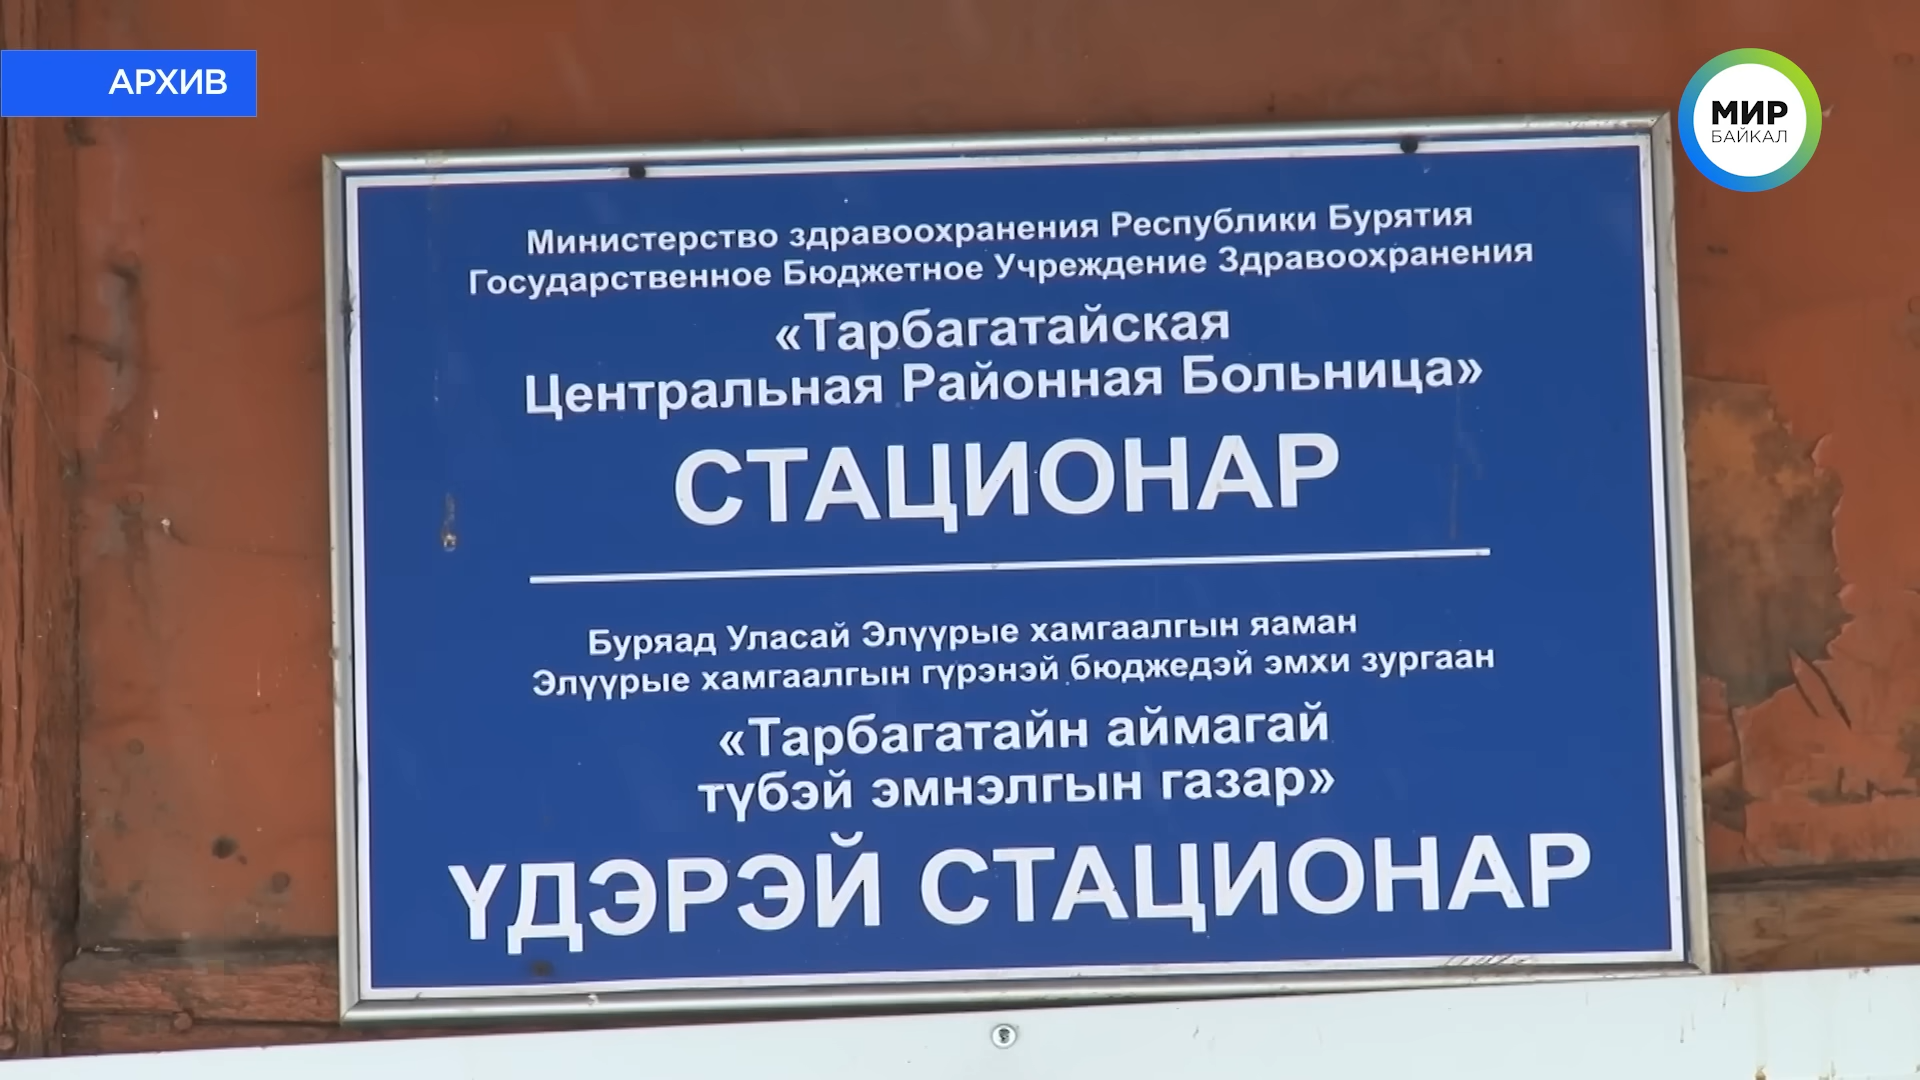 АРХИВ
МИР
БАЙКАЛ
Министерство здравоохранения Республики Бурятия
Государственное Бюджетное Учреждение Здравоохранения
«Тарбагатайская
Центральная Районная Больница»
СТАЦИОНАР
Буряад Уласай Элүүрые хамгаалгын яаман
Элүүрые хамгаалгын гүрэнэй бюджедэй эмхи зургаан
«Тарбагатайн аймагай
түбэй эмнэлгын газар»
ҮДЭРЭЙ СТАЦИОНАР